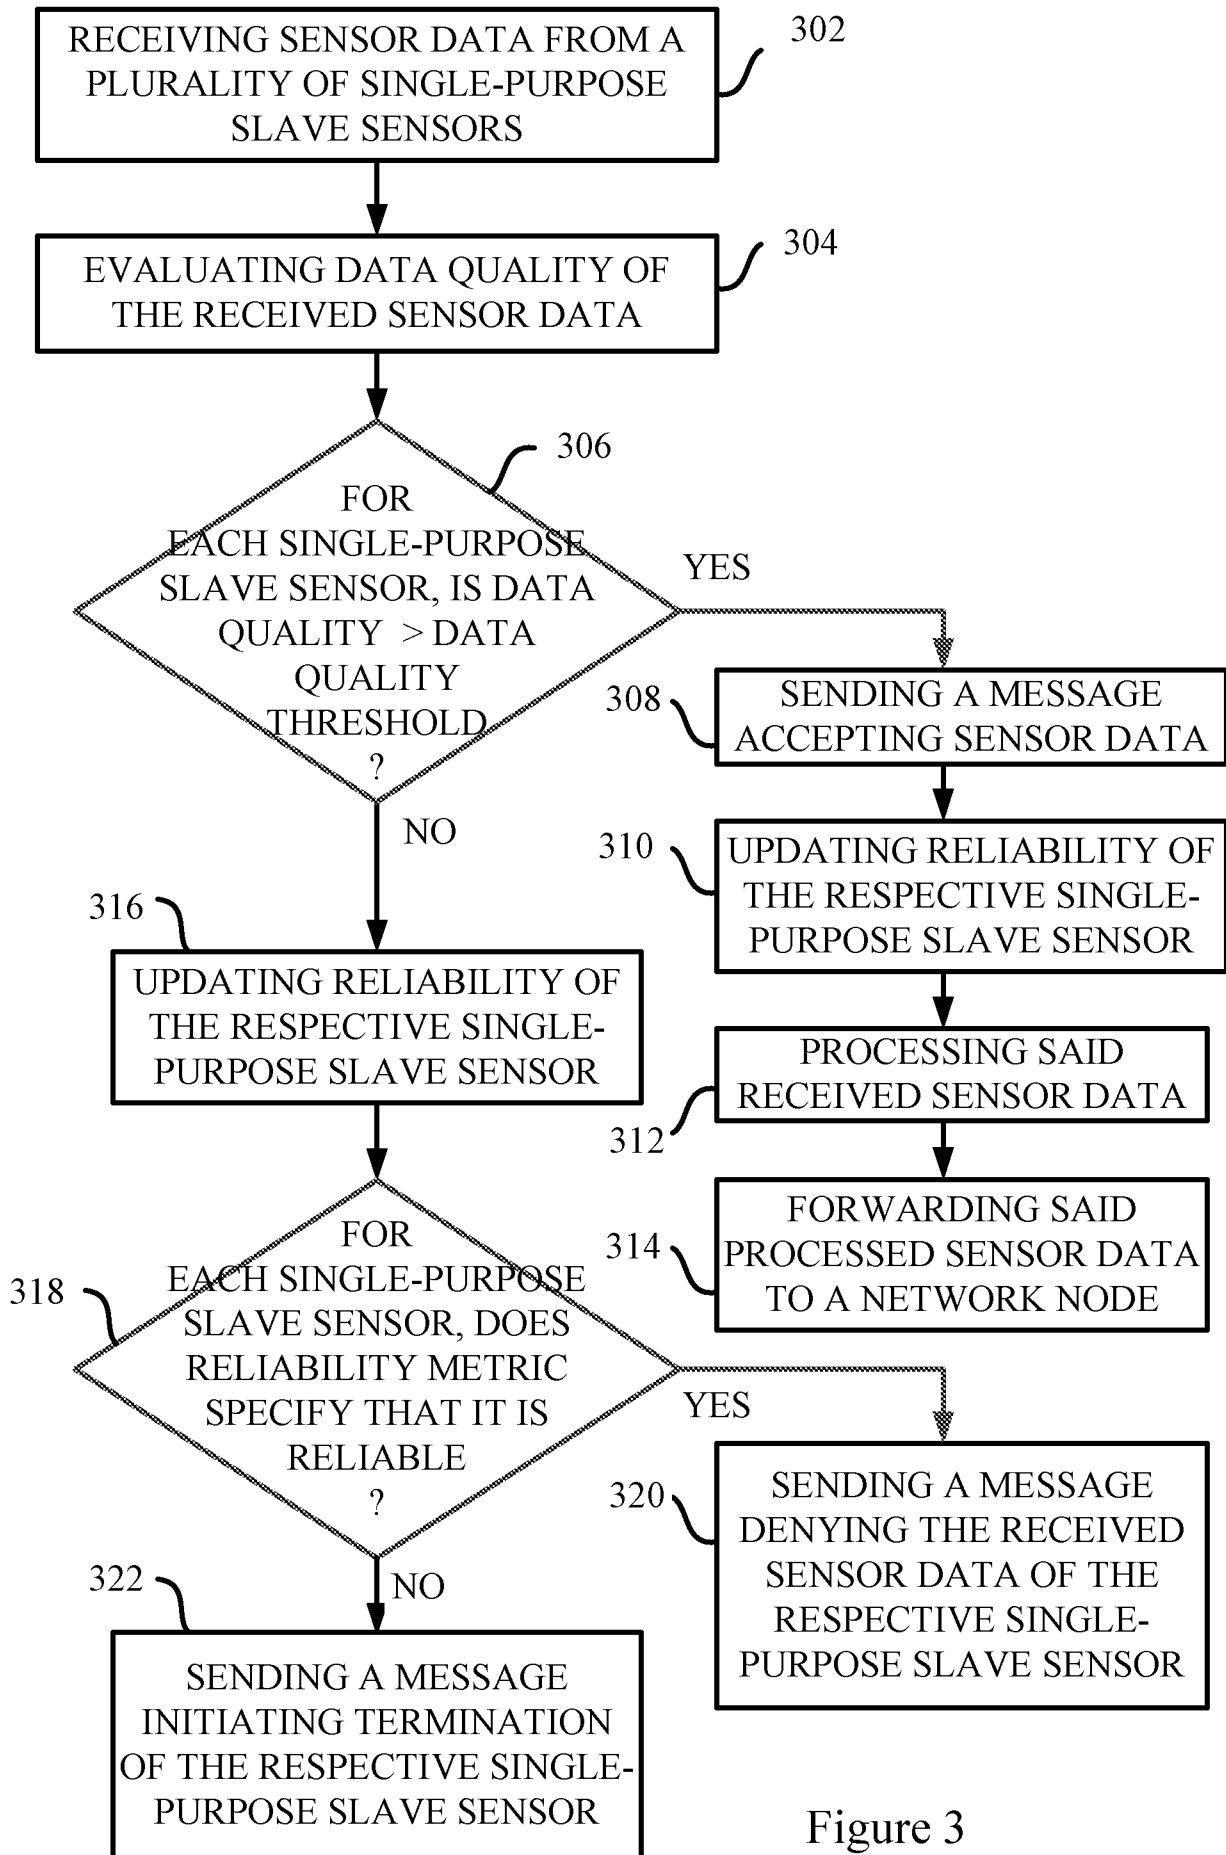 RECEIVING SENSOR DATA FROM A
PLURALITY OF SINGLE-PURPOSE
SLAVE SENSORS
302
EVALUATING DATA QUALITY OF
THE RECEIVED SENSOR DATA
304
306
FOR
EACH SINGLE-PURPOSE
SLAVE SENSOR, IS DATA
QUALITY > DATA
QUALITY
THRESHOLD
?
YES
NO
308
SENDING A MESSAGE
ACCEPTING SENSOR DATA
310
UPDATING RELIABILITY OF
THE RESPECTIVE SINGLE-
PURPOSE SLAVE SENSOR
312
PROCESSING SAID
RECEIVED SENSOR DATA
314
FORWARDING SAID
PROCESSED SENSOR DATA
TO A NETWORK NODE
316
UPDATING RELIABILITY OF
THE RESPECTIVE SINGLE-
PURPOSE SLAVE SENSOR
318
FOR
EACH SINGLE-PURPOSE
SLAVE SENSOR, DOES
RELIABILITY METRIC
SPECIFY THAT IT IS
RELIABLE
?
YES
NO
320
SENDING A MESSAGE
DENYING THE RECEIVED
SENSOR DATA OF THE
RESPECTIVE SINGLE-
PURPOSE SLAVE SENSOR
322
SENDING A MESSAGE
INITIATING TERMINATION
OF THE RESPECTIVE SINGLE-
PURPOSE SLAVE SENSOR
Figure 3